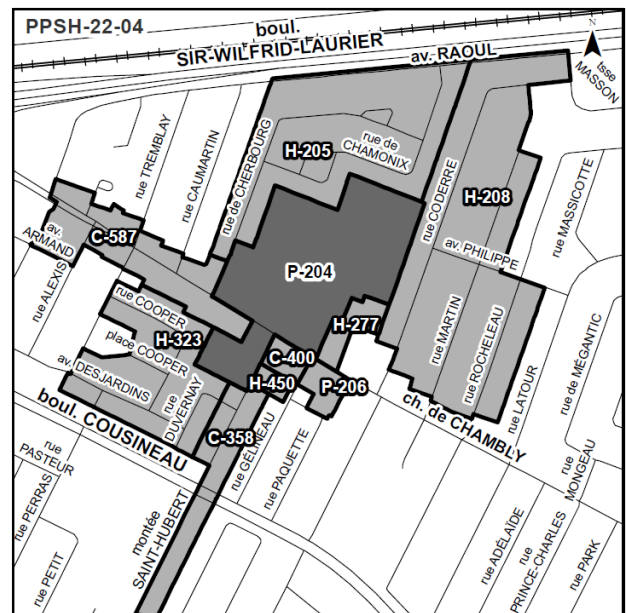 PPSH-22-04
boul.
SIR-WILFRID-LAURIER
av. RAOUL
N
tsse
MASSON
rue TREMBLAY
rue CAUMARTIN
rue de CHERBOURG
H-205
rue de
CHAMONIX
rue CODERRE
H-208
rue MASSICOTTE
av.
ARMAND
C-587
rue ALEXIS
P-204
av. PHILIPPE
rue COOPER
H-323
place COOPER
av. DESJARDINS
rue
DUVERNAY
H-277
C-400
H-450
P-206
rue MARTIN
rue ROCHELEAU
rue LATOUR
rue de MÉGANTIC
boul. COUSINEAU
C-358
rue GÉLINEAU
rue PAQUETTE
ch. de CHAMBLY
rue
MONGEAU
rue
PASTEUR
rue PERRAS
rue PETIT
montée
SAINT-HUBERT
rue ADÉLAÏDE
rue
PRINCE-CHARLES
rue PARK